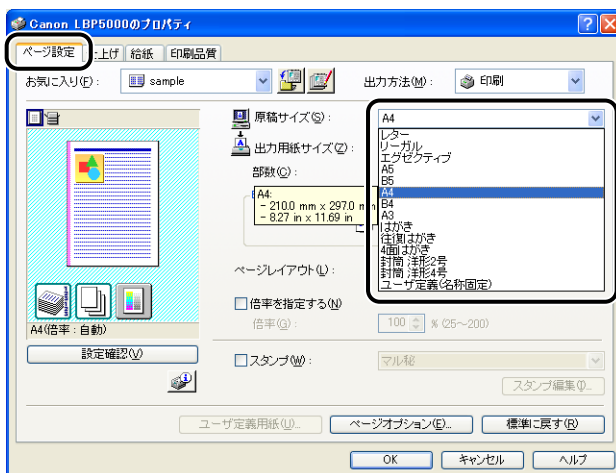 Canon LBP5000のプロパティ
ページ設定 上げ 給紙 印刷品質
お気に入り(F): sample 出力方法(M): 印刷
原稿サイズ(S): A4
出力用紙サイズ(Z):
部数(C):
レター
リーガル
エグゼクティブ
A5
B5
A4
B4
A3
はがき
往復はがき
4面はがき
封筒 洋形2号
封筒 洋形4号
ユーザ定義(名称固定)
A4:
- 210.0 mm x 297.0 m
- 8.27 in x 11.69 in
ページレイアウト(L):
倍率を指定する(N)
倍率(G): 100 % (25~200)
A4(倍率:自動)
設定確認(V)
スタンプ(W): マル秘
スタンプ編集(I)...
ユーザ定義用紙(U)... ページオプション(E)... 標準に戻す(R)
OK キャンセル ヘルプ